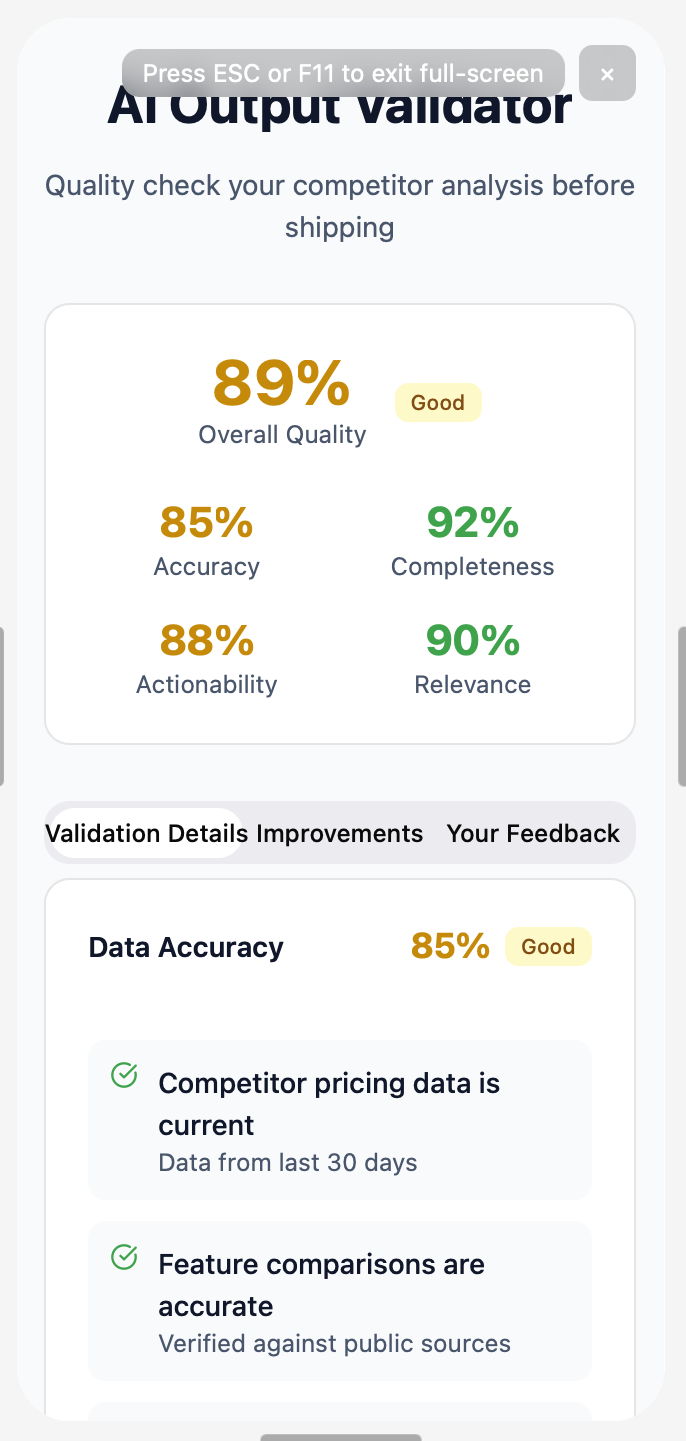 Press ESC or F11 to exit full-screen
×
AI Output Validator
Quality check your competitor analysis before
shipping
89%
Good
Overall Quality
85%
92%
Accuracy
Completeness
88%
90%
Actionability
Relevance
Validation Details
Improvements
Your Feedback
Data Accuracy
85%
Good
Competitor pricing data is
current
Data from last 30 days
Feature comparisons are
accurate
Verified against public sources